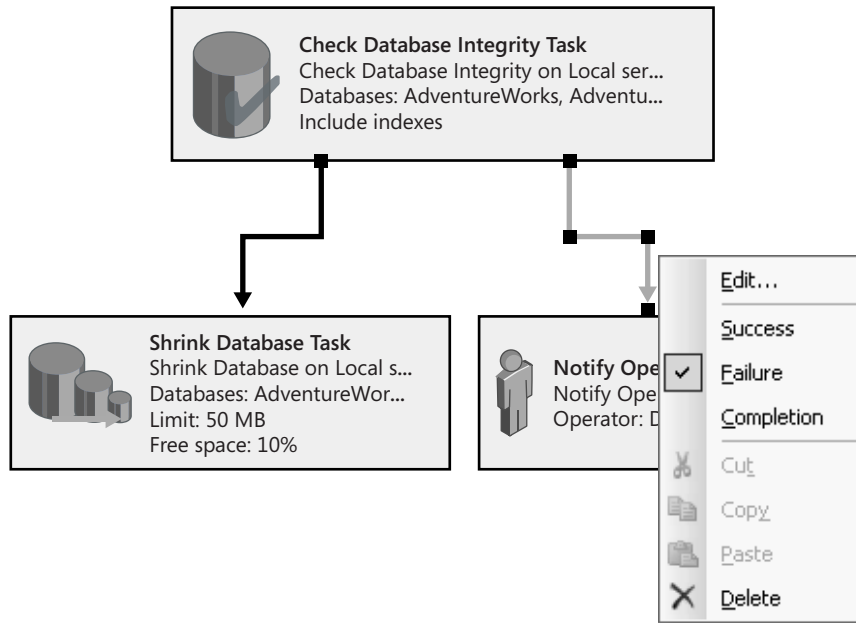 Check Database Integrity Task
Check Database Integrity on Local ser...
Databases: AdventureWorks, Adventu...
Include indexes
Shrink Database Task
Shrink Database on Local s...
Databases: AdventureWor...
Limit: 50 MB
Free space: 10%
Notify Ope
Notify Ope
Operator: D
Edit...
Success
Failure
Completion
Cut
Copy
Paste
Delete